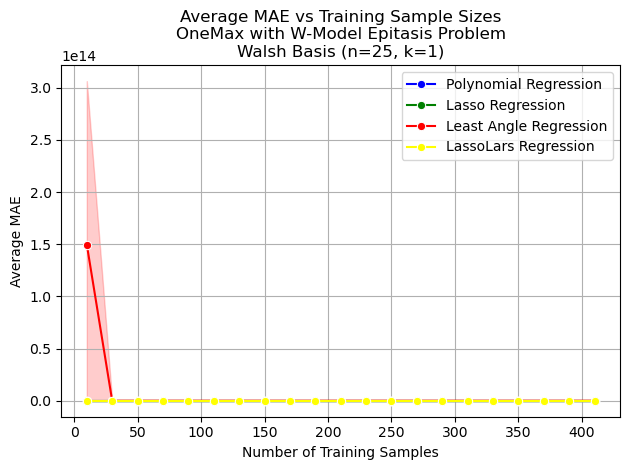 Average MAE vs Training Sample Sizes
OneMax with W-Model Epitasis Problem
Walsh Basis (n=25, k=1)
1e14
3.0
2.5
2.0
1.5
1.0
0.5
0.0
Average MAE
Polynomial Regression
Lasso Regression
Least Angle Regression
LassoLars Regression
0 50 100 150 200 250 300 350 400
Number of Training Samples